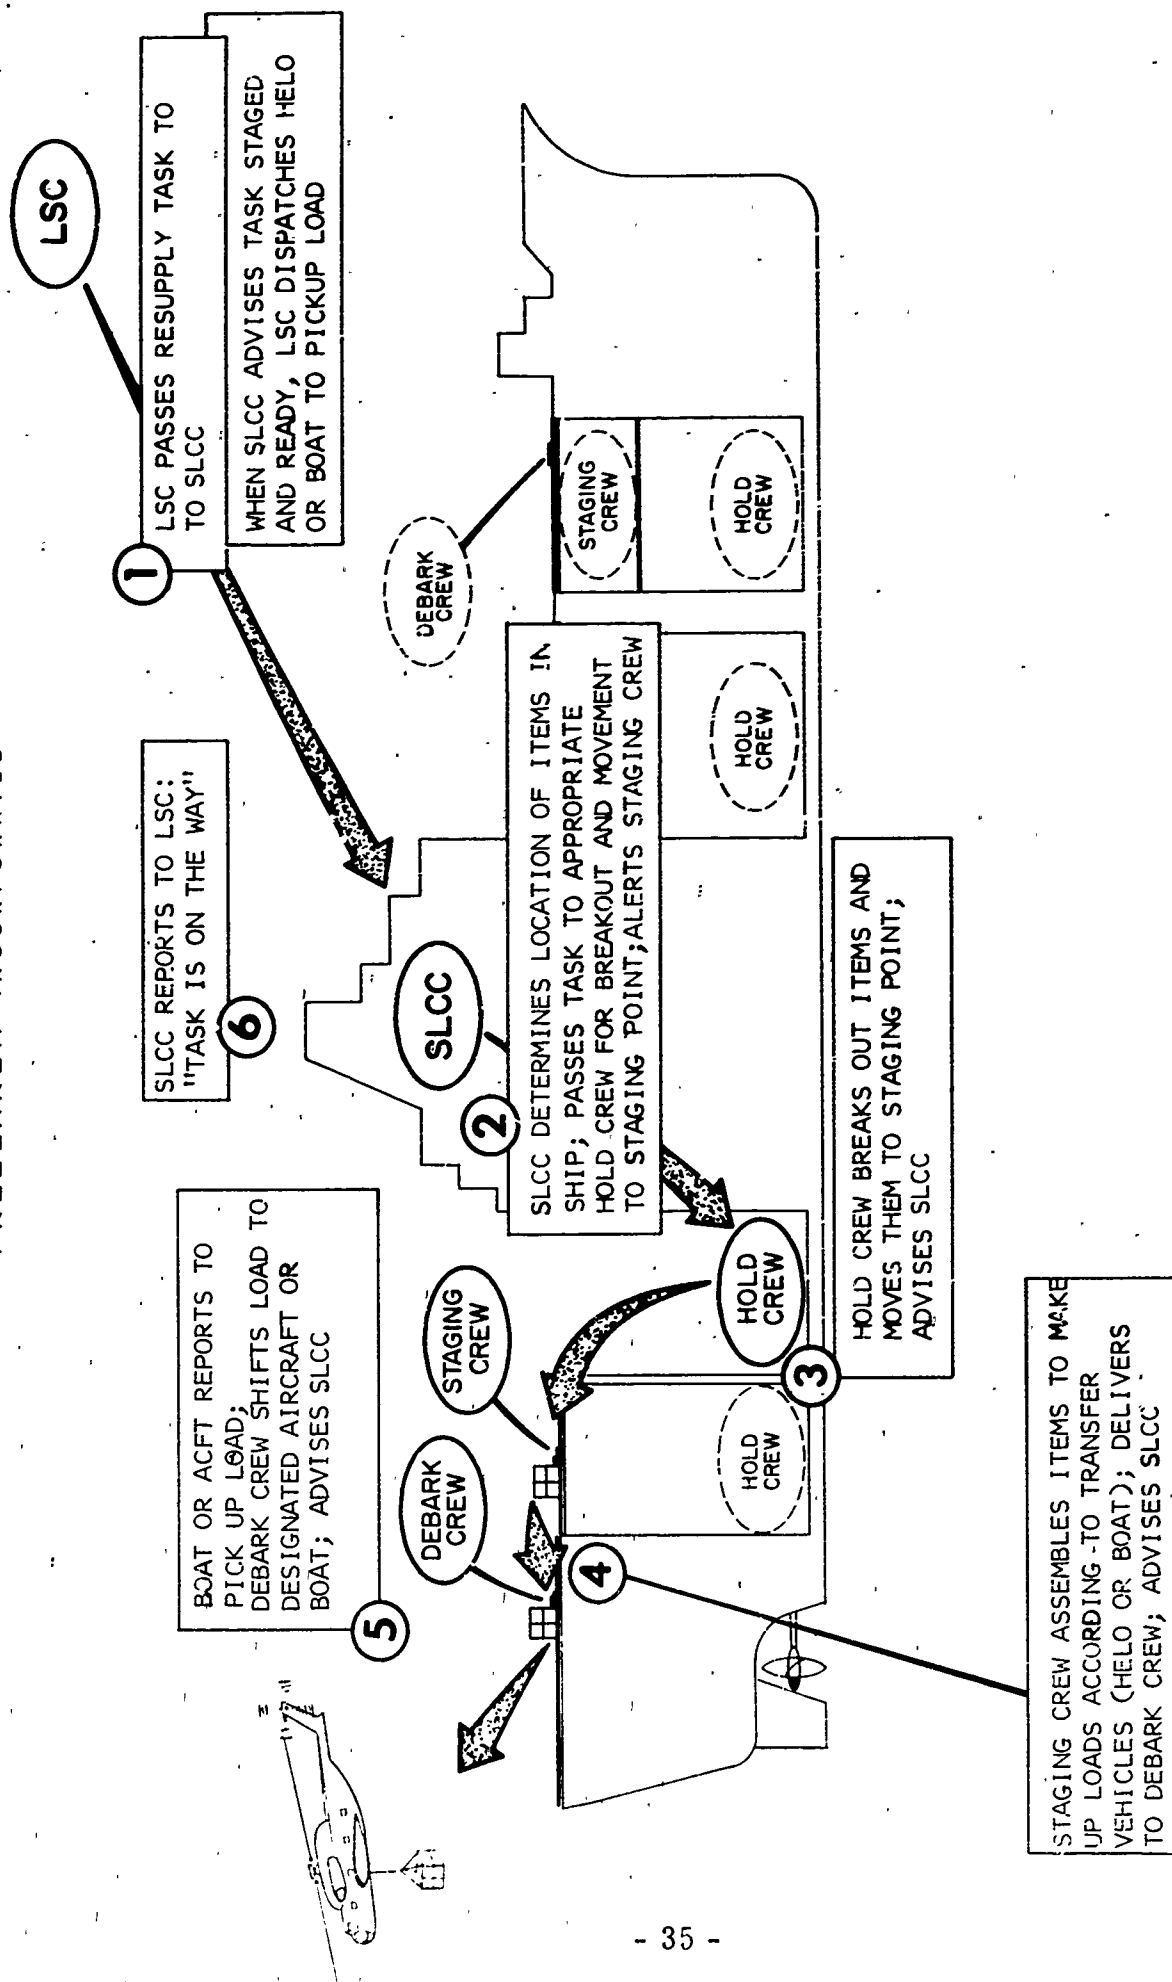 LSC
1
LSC PASSES RESUPPLY TASK TO
TO SLCC
WHEN SLCC ADVISES TASK STAGED
AND READY, LSC DISPATCHES HELO
OR BOAT TO PICKUP LOAD
6
SLCC REPORTS TO LSC:
"TASK IS ON THE WAY"
5
BOAT OR ACFT REPORTS TO
PICK UP LOAD;
DEBARK CREW SHIFTS LOAD TO
DESIGNATED AIRCRAFT OR
BOAT; ADVISES SLCC
DEBARK
CREW
STAGING
CREW
SLCC
2
SLCC DETERMINES LOCATION OF ITEMS IN
SHIP; PASSES TASK TO APPROPRIATE
HOLD CREW FOR BREAKOUT AND MOVEMENT
TO STAGING POINT;ALERTS STAGING CREW
DEBARK
CREW
STAGING
CREW
HOLD
CREW
HOLD
CREW
HOLD
CREW
HOLD
CREW
3
HOLD CREW BREAKS OUT ITEMS AND
MOVES THEM TO STAGING POINT;
ADVISES SLCC
4
STAGING CREW ASSEMBLES ITEMS TO MAKE
UP LOADS ACCORDING TO TRANSFER
VEHICLES (HELO OR BOAT); DELIVERS
TO DEBARK CREW; ADVISES SLCC
- 35 -